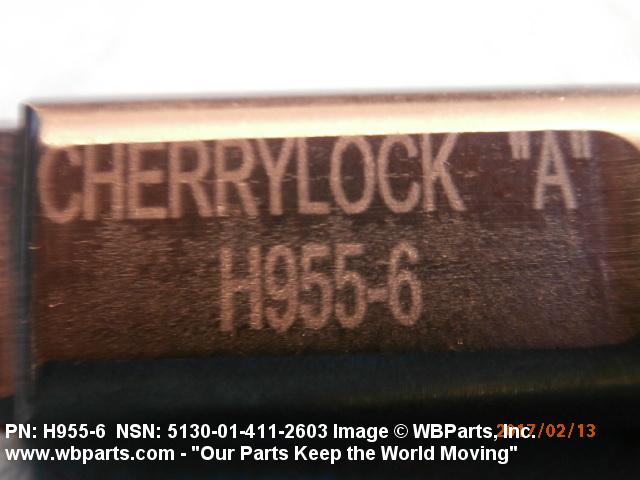 CHERRYLOCK "A"
H955-6
PN: H955-6 NSN: 5130-01-411-2603 Image © WBParts, Inc. 2017/02/13
www.wbparts.com - "Our Parts Keep the World Moving"